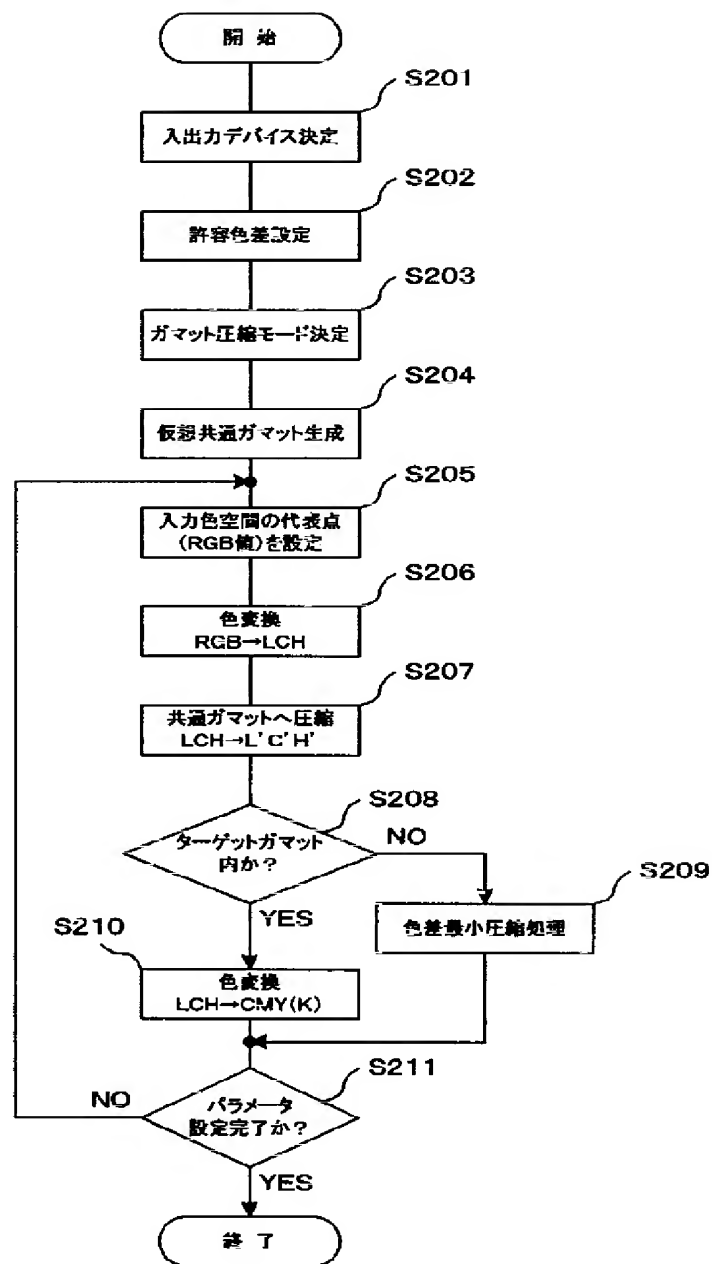 開始
S201
入出力デバイス決定
S202
許容色差設定
S203
ガマット圧縮モード決定
S204
仮想共通ガマット生成
S205
入力色空間の代表点
(RGB値)を設定
S206
色変換
RGB→LCH
S207
共通ガマットへ圧縮
LCH→L'C'H'
S208
ターゲットガマット
内か?
NO
S209
色差最小圧縮処理
YES
S210
色変換
LCH→CMY(K)
S211
NO
パラメータ
設定完了か?
YES
終了